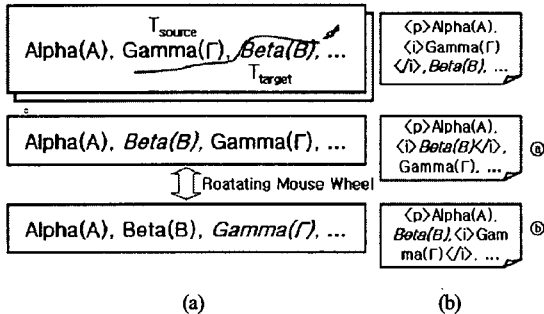 T_source
Alpha(A), Gamma(Γ), Beta(B), ...
T_target
<p>Alpha(A),
<i>Gamma(Γ)
</i>,Beta(B), ...
Alpha(A), Beta(B), Gamma(Γ), ...
<p>Alpha(A),
<i>Beta(B)</i>,
Gamma(Γ), ...
ⓐ
Roatating Mouse Wheel
Alpha(A), Beta(B), Gamma(Γ), ...
<p>Alpha(A),
Beta(B),<i>Gam
ma(Γ)</i>, ...
ⓑ
(a)
(b)